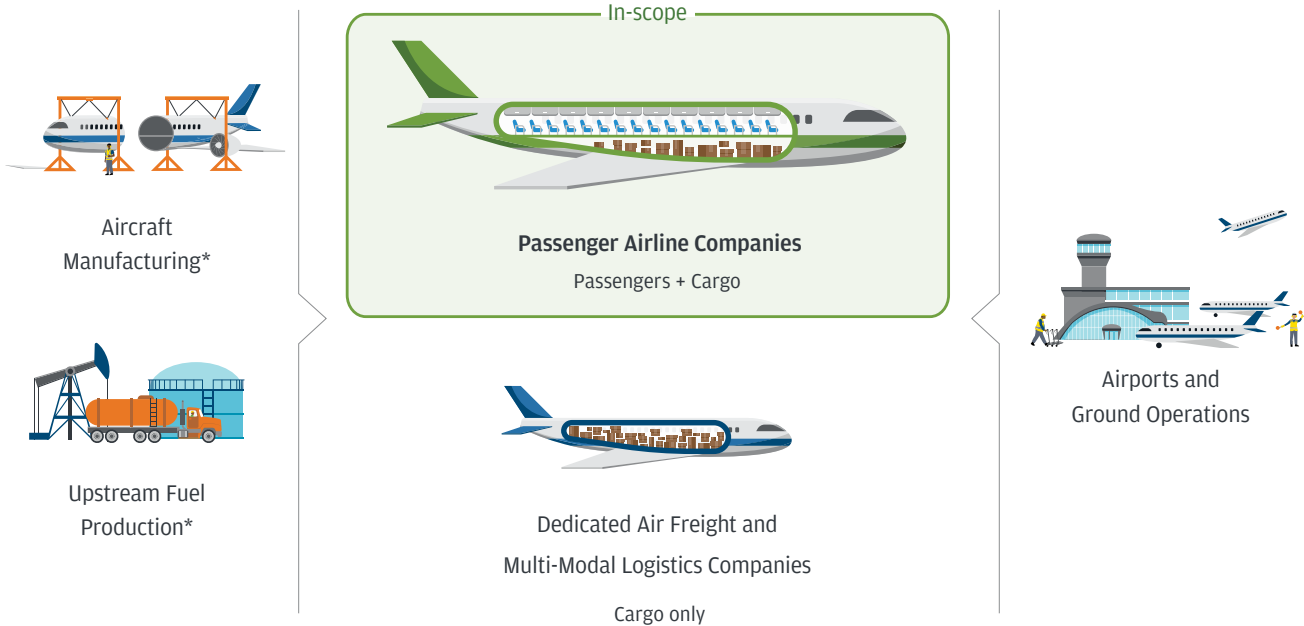 In-scope
Aircraft
Manufacturing*
Upstream Fuel
Production*
Passenger Airline Companies
Passengers + Cargo
Dedicated Air Freight and
Multi-Modal Logistics Companies
Cargo only
Airports and
Ground Operations